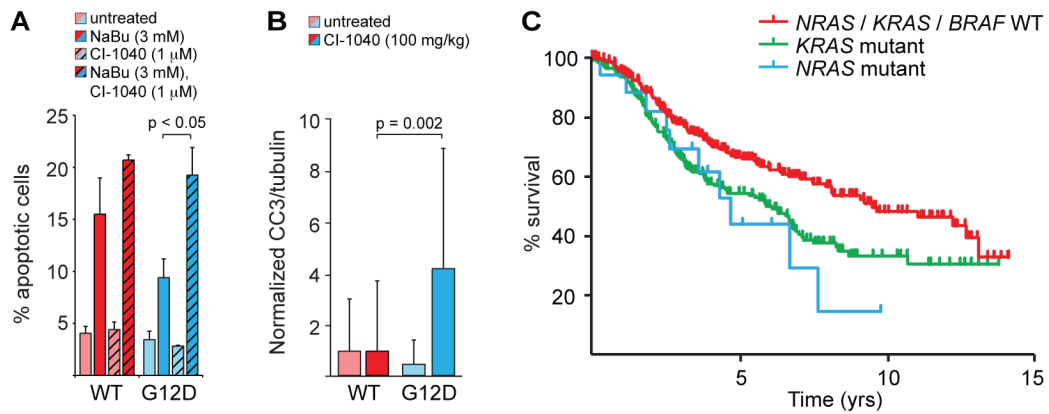 A
untreated
NaBu (3 mM)
CI-1040 (1 μM)
NaBu (3 mM),
CI-1040 (1 μM)
% apoptotic cells
25
20
15
10
5
p < 0.05
WT
G12D
B
untreated
CI-1040 (100 mg/kg)
Normalized CC3/tubulin
10
8
6
4
2
p = 0.002
WT
G12D
C
NRAS / KRAS / BRAF WT
KRAS mutant
NRAS mutant
% survival
100
80
60
40
20
5
10
15
Time (yrs)